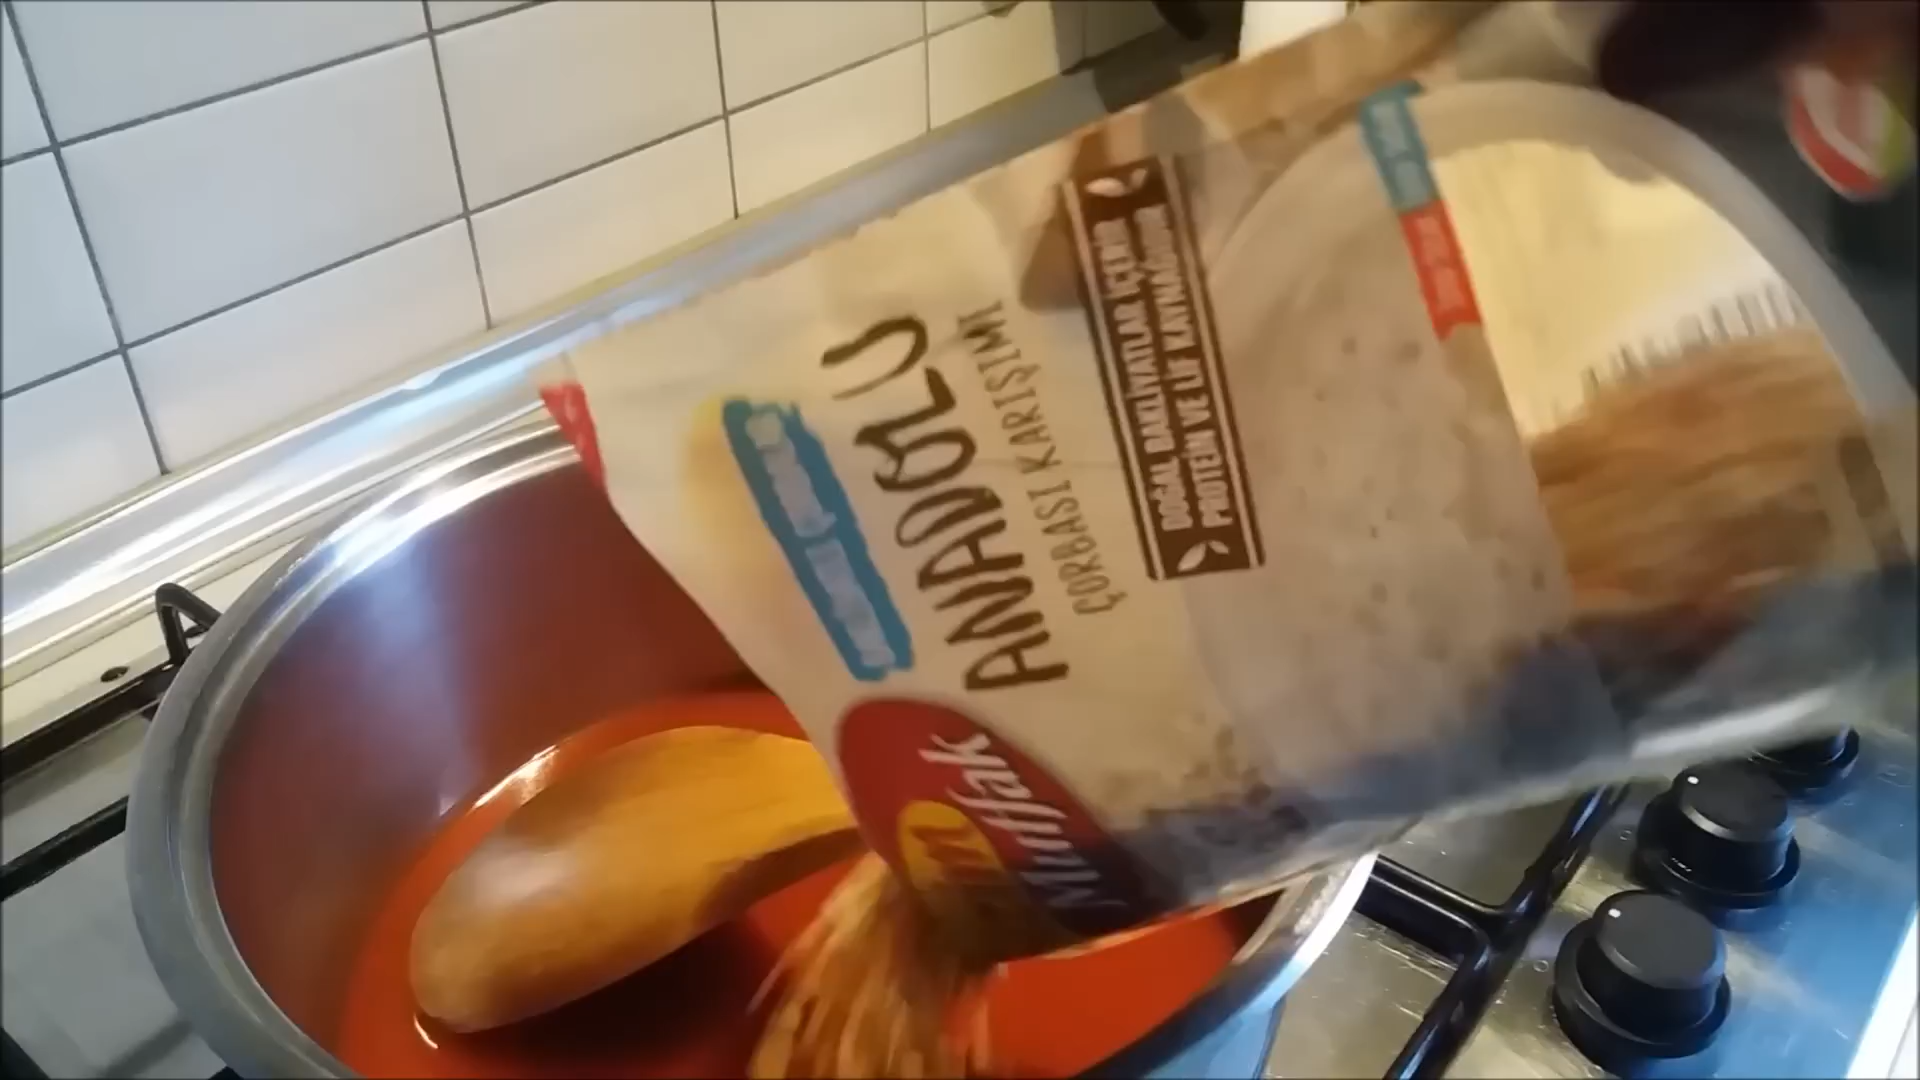 Mutfak
ANADOLU
ÇORBASI KARIŞIMI
DOĞAL BAKLİYATLAR İÇERİR
PROTEİN VE LİF KAYNAĞIDIR